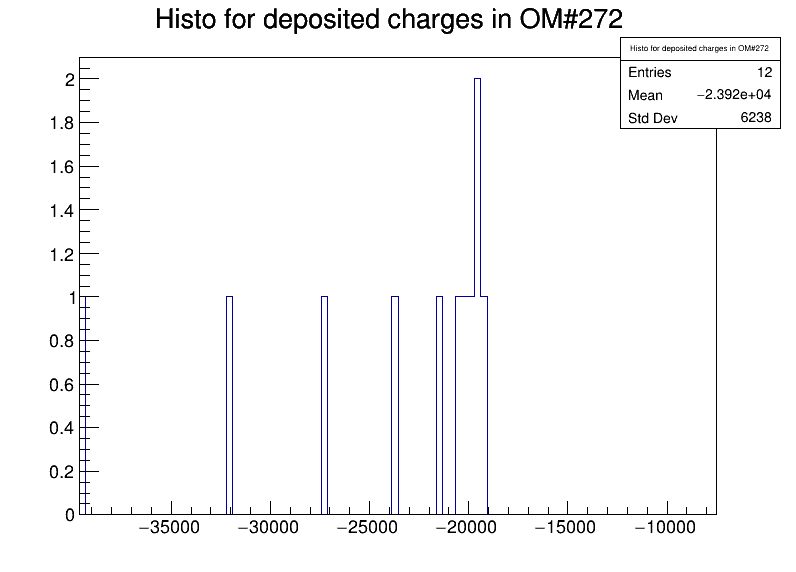 Histo for deposited charges in OM#272
Histo for deposited charges in OM#272
Entries 12
Mean −2.392e+04
Std Dev 6238
2
1.8
1.6
1.4
1.2
1
0.8
0.6
0.4
0.2
0
−35000 −30000 −25000 −20000 −15000 −10000